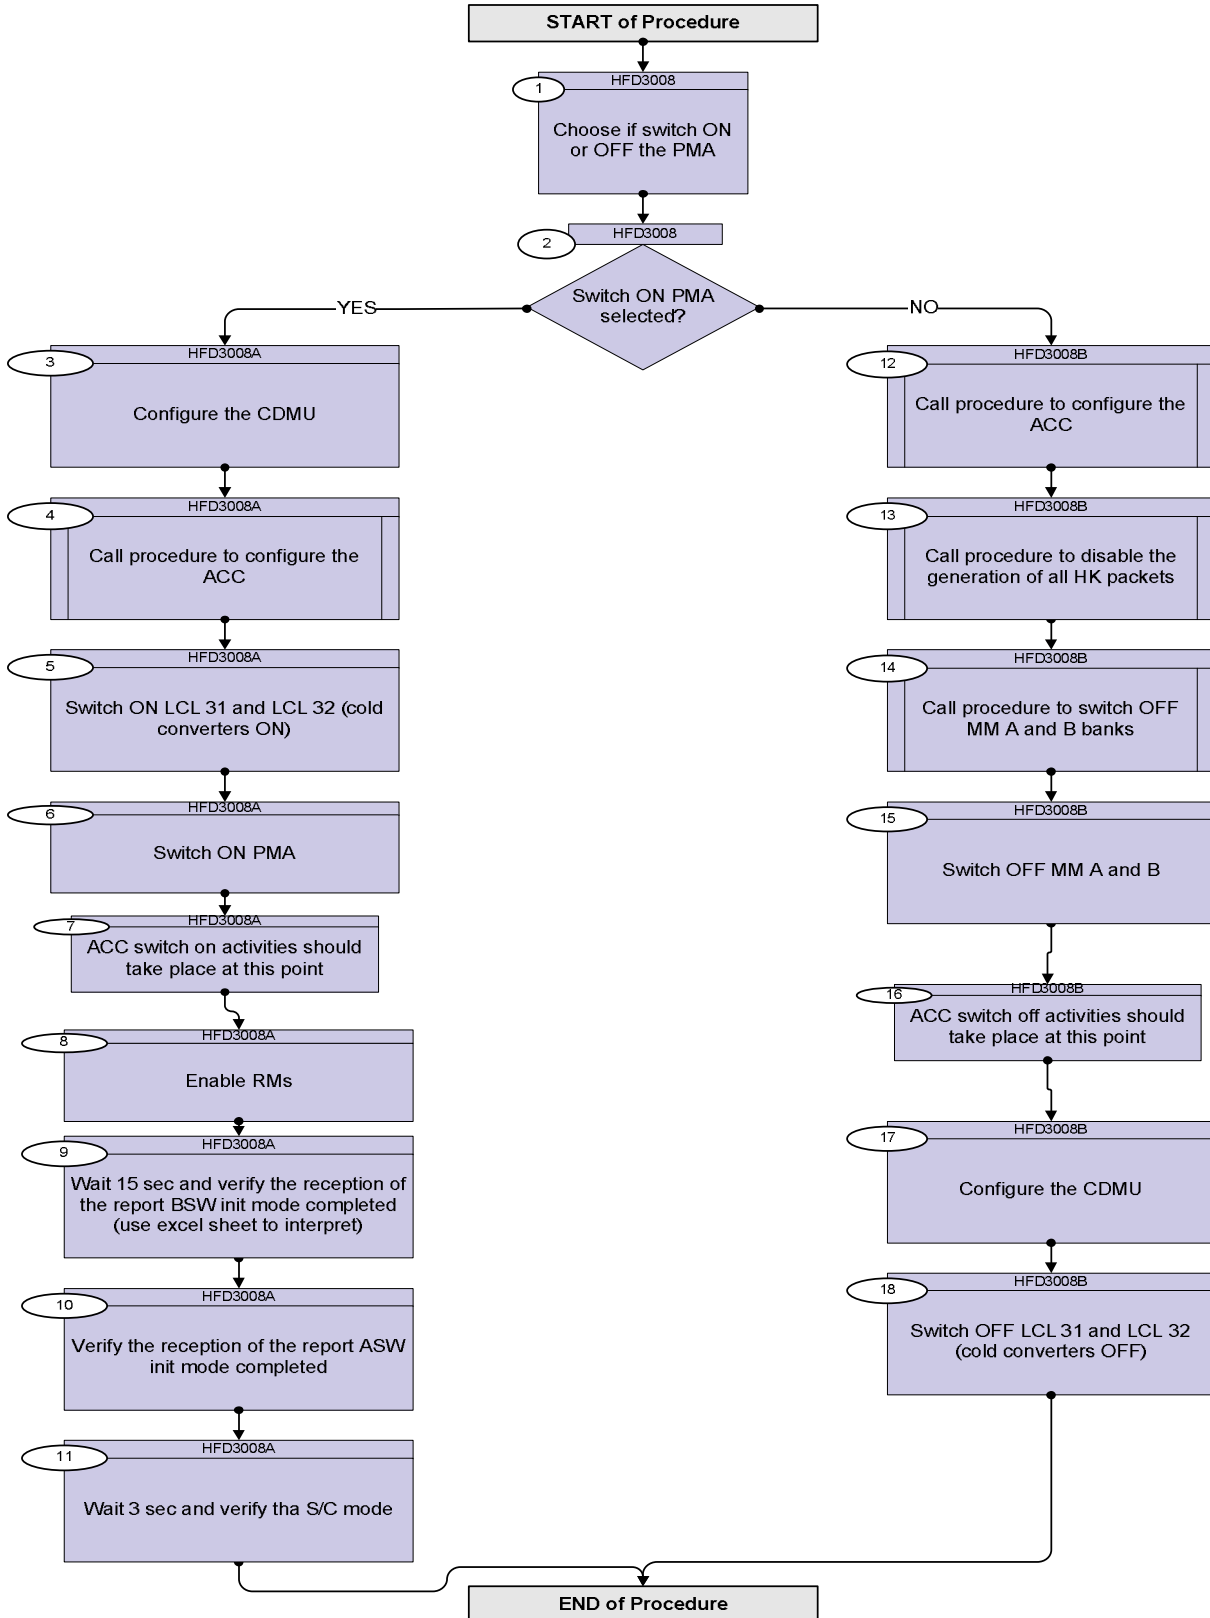 START of Procedure
HFD3008
1
Choose if switch ON
or OFF the PMA
HFD3008
2
Switch ON PMA
selected?
YES
NO
HFD3008A
3
Configure the CDMU
HFD3008A
4
Call procedure to configure the
ACC
HFD3008A
5
Switch ON LCL 31 and LCL 32 (cold
converters ON)
HFD3008A
6
Switch ON PMA
HFD3008A
7
ACC switch on activities should
take place at this point
HFD3008A
8
Enable RMs
HFD3008A
9
Wait 15 sec and verify the reception of
the report BSW init mode completed
(use excel sheet to interpret)
HFD3008A
10
Verify the reception of the report ASW
init mode completed
HFD3008A
11
Wait 3 sec and verify tha S/C mode
HFD3008B
12
Call procedure to configure the
ACC
HFD3008B
13
Call procedure to disable the
generation of all HK packets
HFD3008B
14
Call procedure to switch OFF
MM A and B banks
HFD3008B
15
Switch OFF MM A and B
HFD3008B
16
ACC switch off activities should
take place at this point
HFD3008B
17
Configure the CDMU
HFD3008B
18
Switch OFF LCL 31 and LCL 32
(cold converters OFF)
END of Procedure